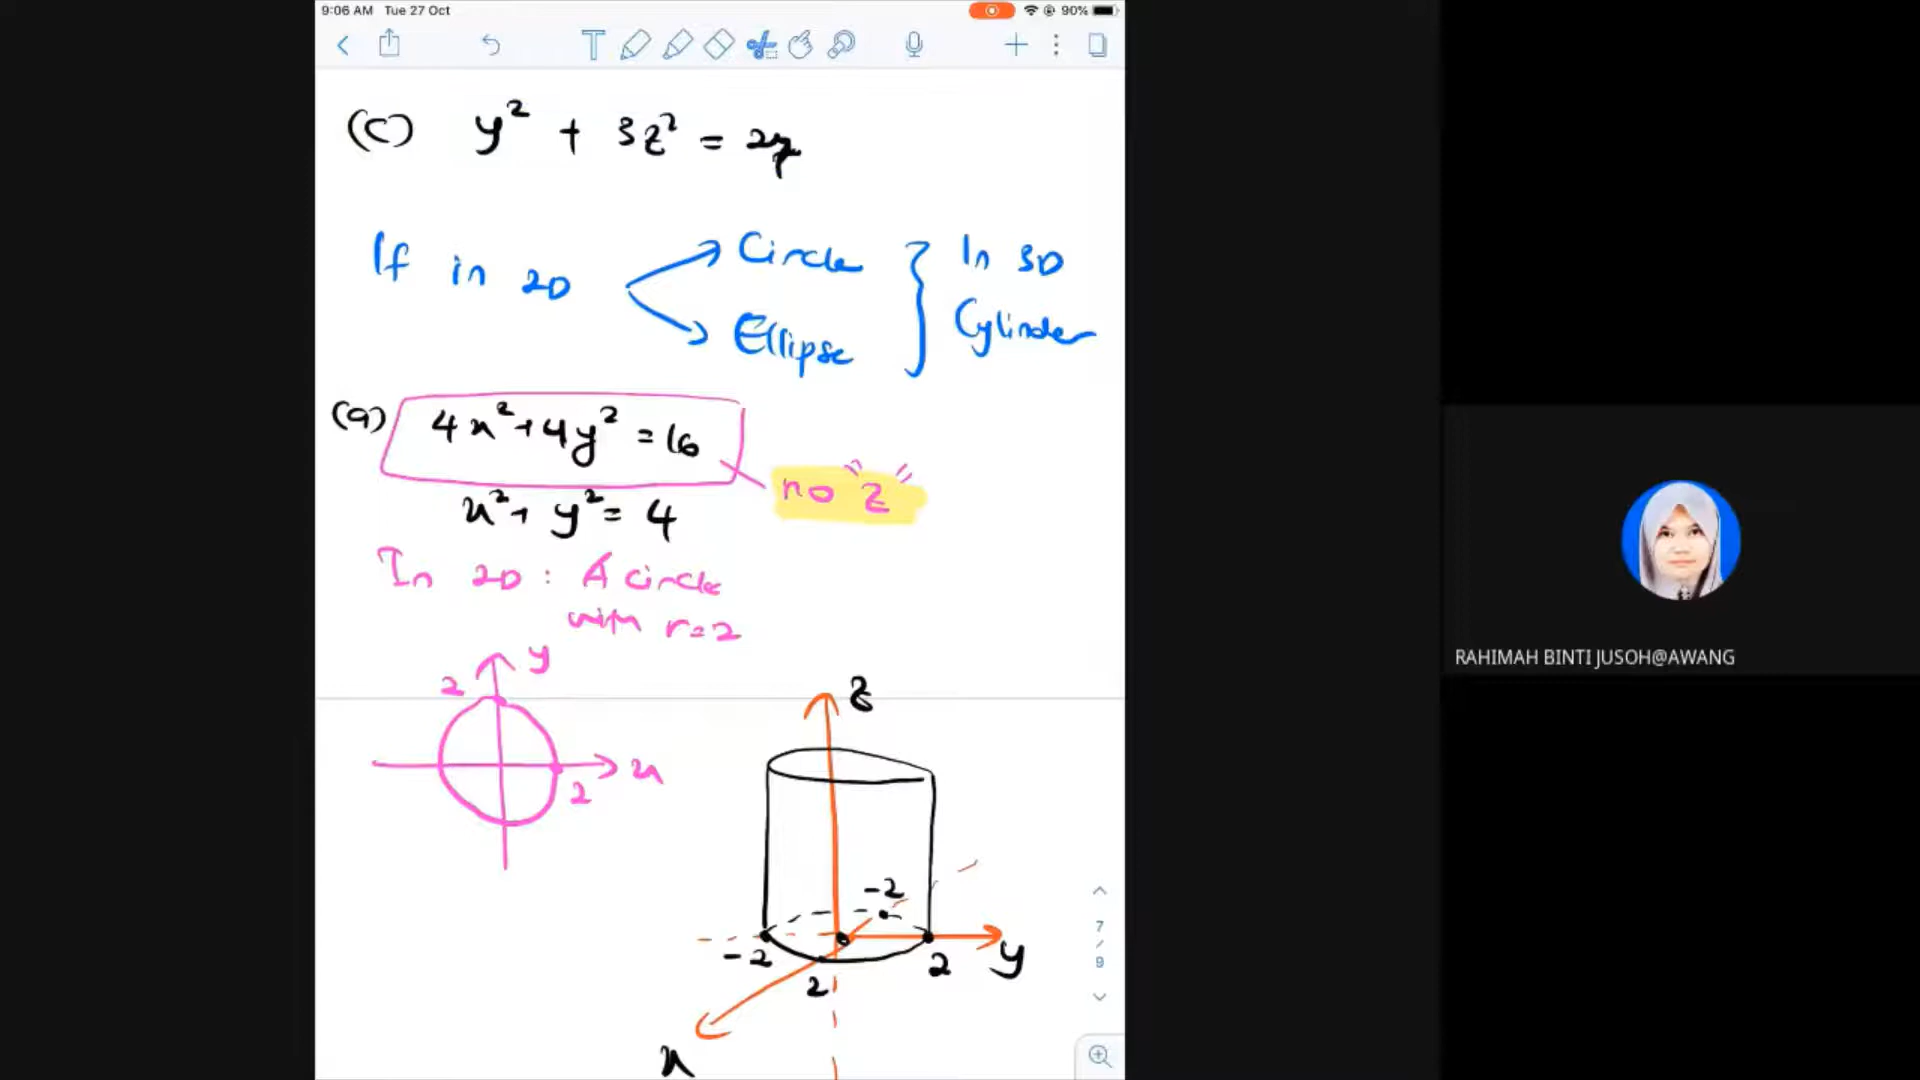 9:06 AM Tue 27 Oct
90%
(c) y² + 3z² = 2y
If in 2D
Circle
Ellipse
In 3D
Cylinder
(a) 4x² + 4y² = 16
no "z"
x² + y² = 4
In 2D : A circle
with r = 2
y
2
x
2
z
-2
-2
2
y
2
x
7
/
9
RAHIMAH BINTI JUSOH@AWANG